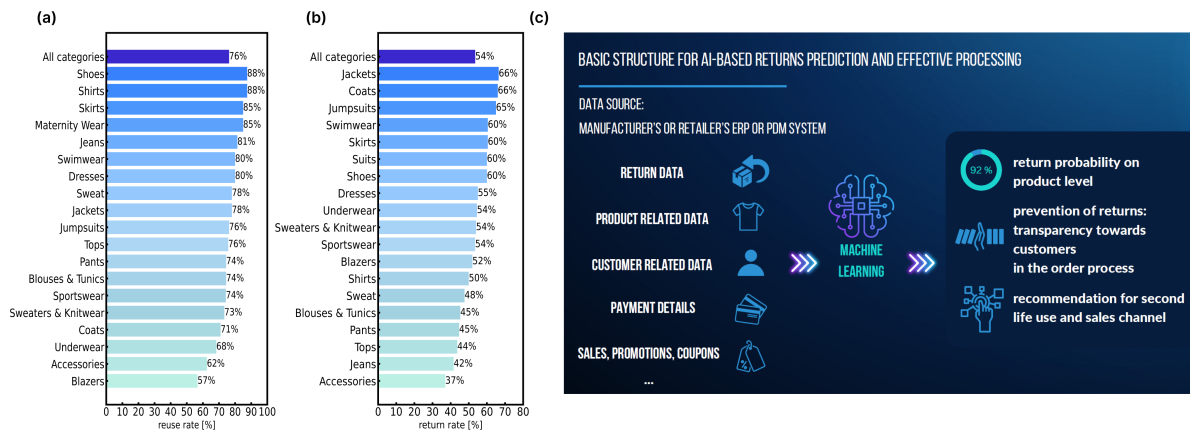 (a)
All categories 76%
Shoes 88%
Shirts 88%
Skirts 85%
Maternity Wear 85%
Jeans 81%
Swimwear 80%
Dresses 80%
Sweat 78%
Jackets 78%
Jumpsuits 76%
Tops 76%
Pants 74%
Blouses & Tunics 74%
Sportswear 74%
Sweaters & Knitwear 73%
Coats 71%
Underwear 68%
Accessories 62%
Blazers 57%
0 10 20 30 40 50 60 70 80 90 100
reuse rate [%]
(b)
All categories 54%
Jackets 66%
Coats 66%
Jumpsuits 65%
Swimwear 60%
Skirts 60%
Suits 60%
Shoes 60%
Dresses 55%
Underwear 54%
Sweaters & Knitwear 54%
Sportswear 54%
Blazers 52%
Shirts 50%
Sweat 48%
Blouses & Tunics 45%
Pants 45%
Tops 44%
Jeans 42%
Accessories 37%
0 10 20 30 40 50 60 70 80
return rate [%]
(c)
BASIC STRUCTURE FOR AI-BASED RETURNS PREDICTION AND EFFECTIVE PROCESSING
DATA SOURCE:
MANUFACTURER'S OR RETAILER'S ERP OR PDM SYSTEM
RETURN DATA
PRODUCT RELATED DATA
CUSTOMER RELATED DATA
PAYMENT DETAILS
SALES, PROMOTIONS, COUPONS
%
...
MACHINE
LEARNING
92 %
return probability on
product level
prevention of returns:
transparency towards
customers
in the order process
recommendation for second
life use and sales channel